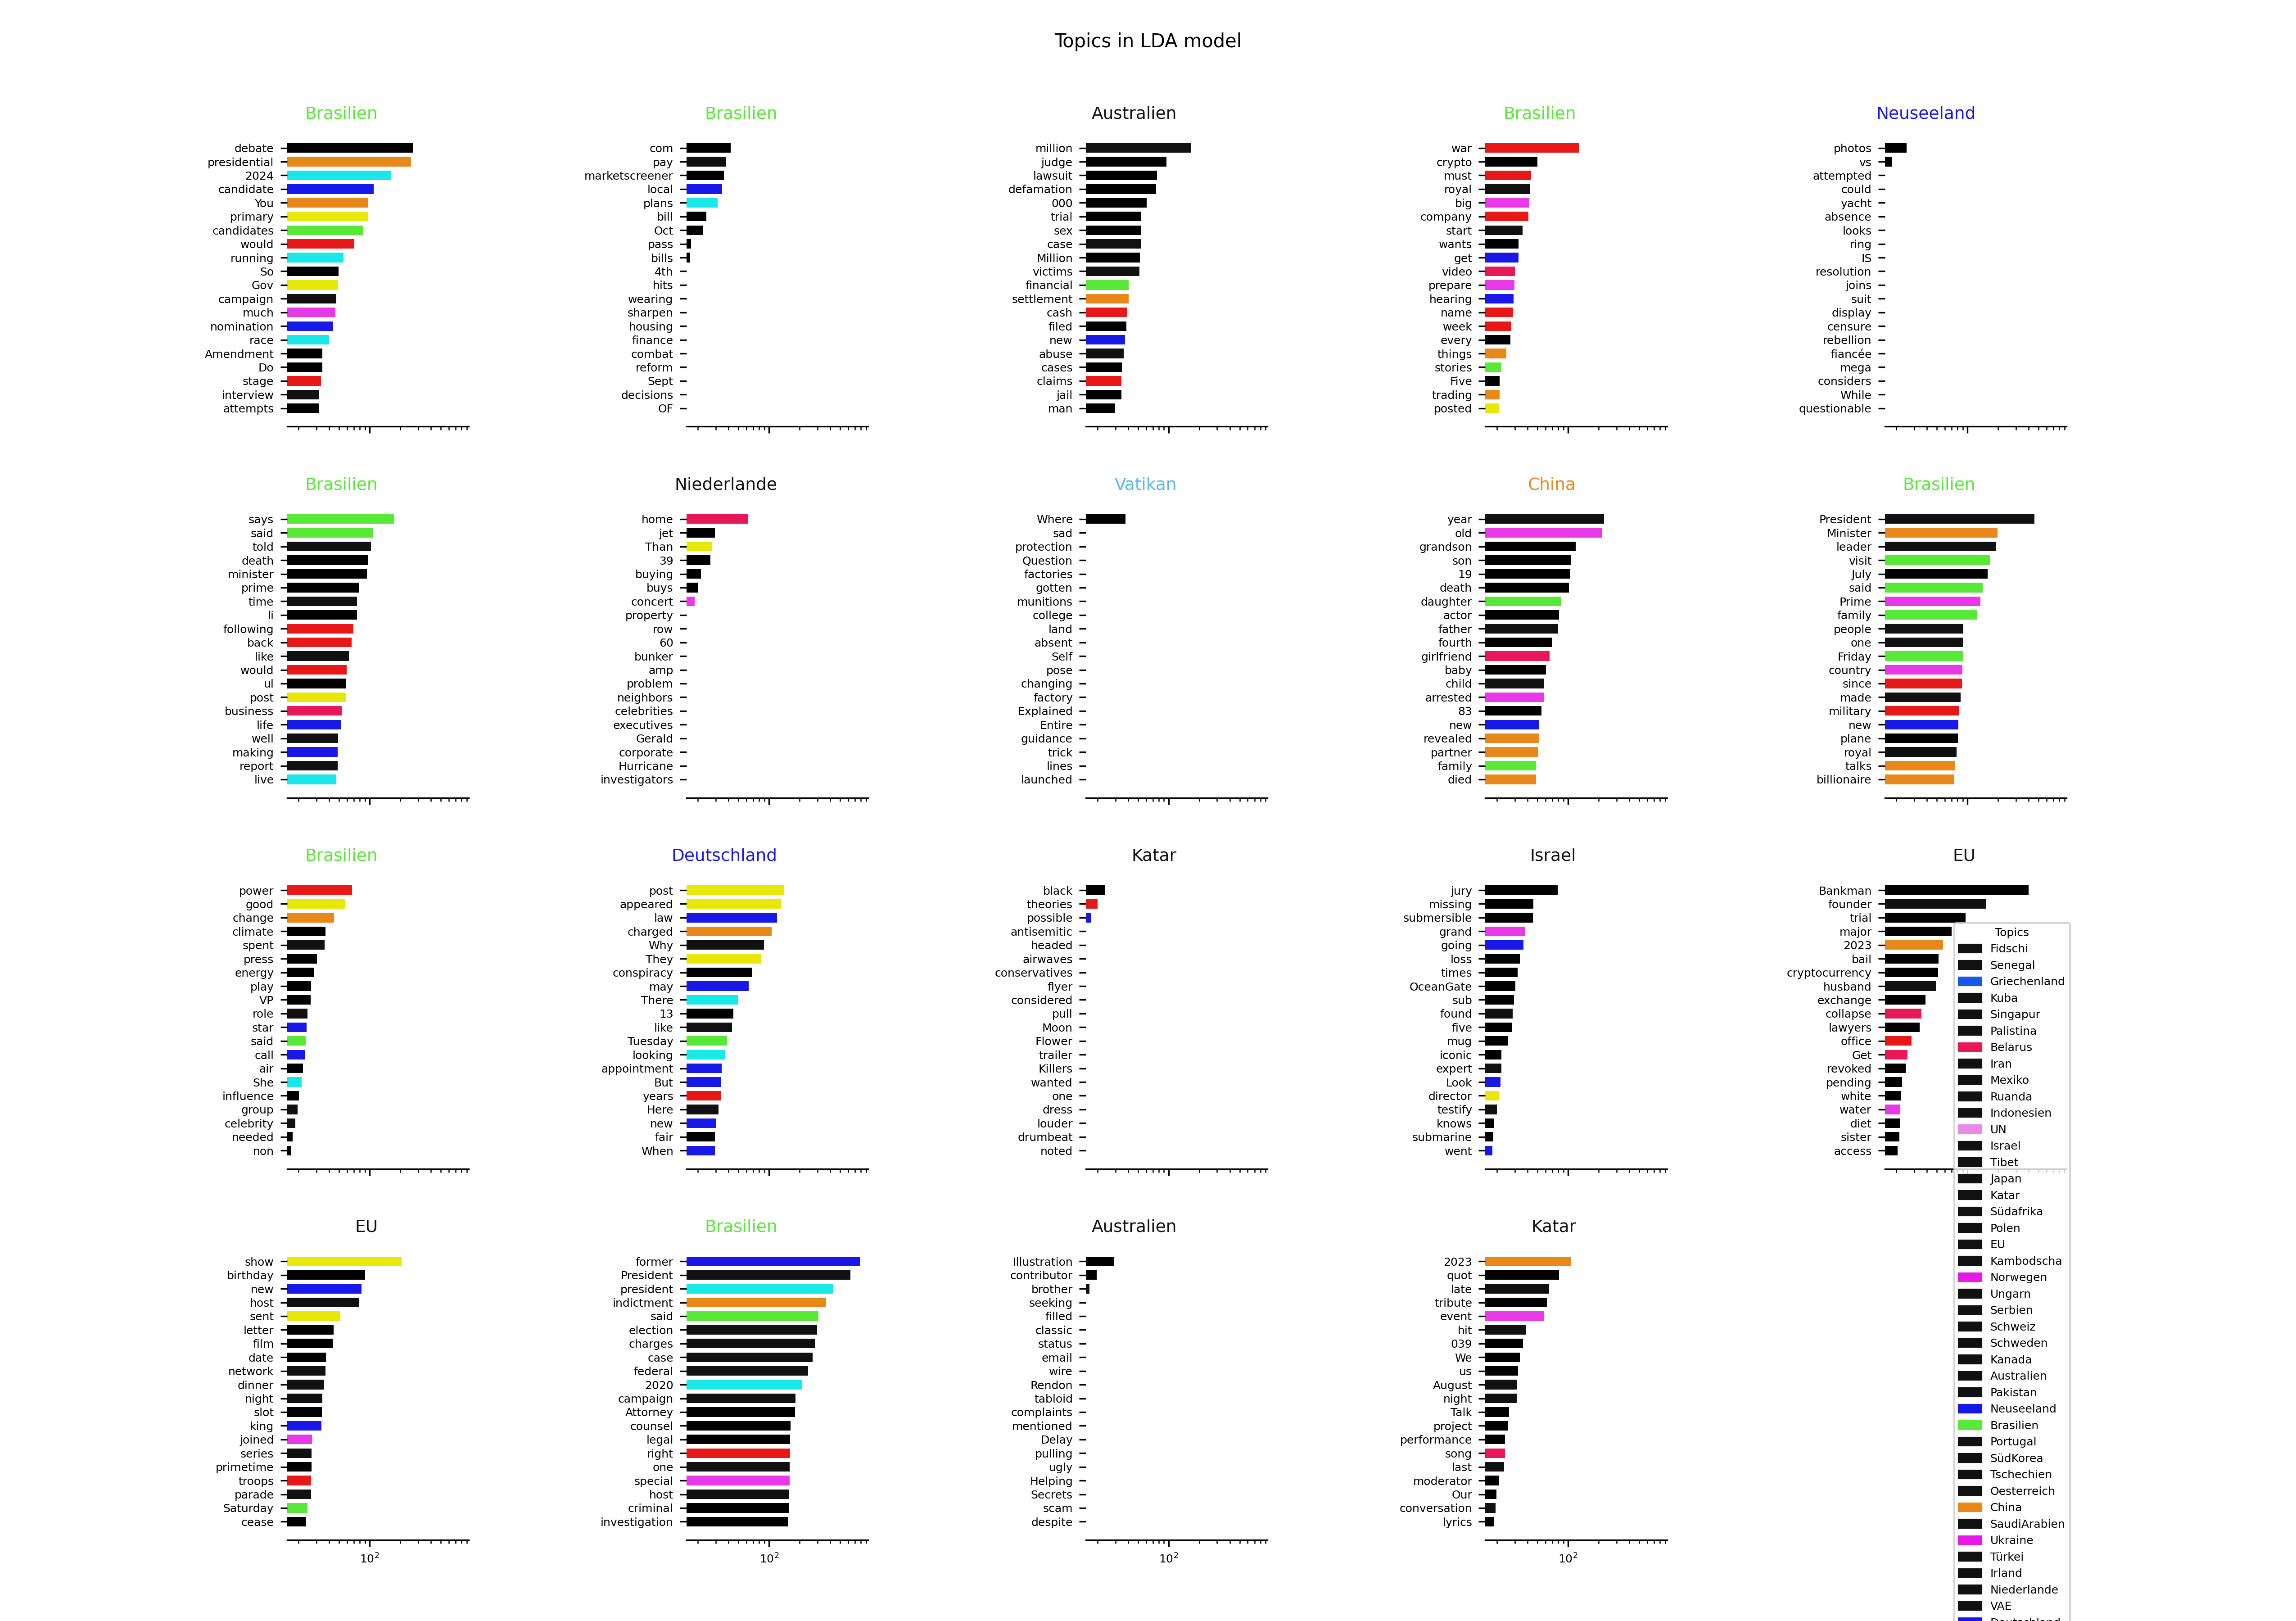 Topics in LDA model
Brasilien
debate
presidential
2024
candidate
You
primary
candidates
would
running
So
Gov
campaign
much
nomination
race
Amendment
Do
stage
interview
attempts
Brasilien
com
pay
marketscreener
local
plans
bill
Oct
pass
bills
4th
hits
wearing
sharpen
housing
finance
combat
reform
Sept
decisions
OF
Australien
million
judge
lawsuit
defamation
000
trial
sex
case
Million
victims
financial
settlement
cash
filed
new
abuse
cases
claims
jail
man
Brasilien
war
crypto
must
royal
big
company
start
wants
get
video
prepare
hearing
name
week
every
things
stories
Five
trading
posted
Neuseeland
photos
vs
attempted
could
yacht
absence
looks
ring
IS
resolution
joins
suit
display
censure
rebellion
fiancée
mega
considers
While
questionable
Brasilien
says
said
told
death
minister
prime
time
li
following
back
like
would
ul
post
business
life
well
making
report
live
Niederlande
home
jet
Than
39
buying
buys
concert
property
row
60
bunker
amp
problem
neighbors
celebrities
executives
Gerald
corporate
Hurricane
investigators
Vatikan
Where
sad
protection
Question
factories
gotten
munitions
college
land
absent
Self
pose
changing
factory
Explained
Entire
guidance
trick
lines
launched
China
year
old
grandson
son
19
death
daughter
actor
father
fourth
girlfriend
baby
child
arrested
83
new
revealed
partner
family
died
Brasilien
President
Minister
leader
visit
July
said
Prime
family
people
one
Friday
country
since
made
military
new
plane
royal
talks
billionaire
Brasilien
power
good
change
climate
spent
press
energy
play
VP
role
star
said
call
air
She
influence
group
celebrity
needed
non
Deutschland
post
appeared
law
charged
Why
They
conspiracy
may
There
13
like
Tuesday
looking
appointment
But
years
Here
new
fair
When
Katar
black
theories
possible
antisemitic
headed
airwaves
conservatives
flyer
considered
pull
Moon
Flower
trailer
Killers
wanted
one
dress
louder
drumbeat
noted
Israel
jury
missing
submersible
grand
going
loss
times
OceanGate
sub
found
five
mug
iconic
expert
Look
director
testify
knows
submarine
went
EU
Bankman
founder
trial
major
2023
bail
cryptocurrency
husband
exchange
collapse
lawyers
office
Get
revoked
pending
white
water
diet
sister
access
EU
show
birthday
new
host
sent
letter
film
date
network
dinner
night
slot
king
joined
series
primetime
troops
parade
Saturday
cease
10²
Brasilien
former
President
president
indictment
said
election
charges
case
federal
2020
campaign
Attorney
counsel
legal
right
one
special
host
criminal
investigation
10²
Australien
Illustration
contributor
brother
seeking
filled
classic
status
email
wire
Rendon
tabloid
complaints
mentioned
Delay
pulling
ugly
Helping
Secrets
scam
despite
10²
Katar
2023
quot
late
tribute
event
hit
039
We
us
August
night
Talk
project
performance
song
last
moderator
Our
conversation
lyrics
10²
Topics
Fidschi
Senegal
Griechenland
Kuba
Singapur
Palistina
Belarus
Iran
Mexiko
Ruanda
Indonesien
UN
Israel
Tibet
Japan
Katar
Südafrika
Polen
EU
Kambodscha
Norwegen
Ungarn
Serbien
Schweiz
Schweden
Kanada
Australien
Pakistan
Neuseeland
Brasilien
Portugal
SüdKorea
Tschechien
Oesterreich
China
SaudiArabien
Ukraine
Türkei
Irland
Niederlande
VAE